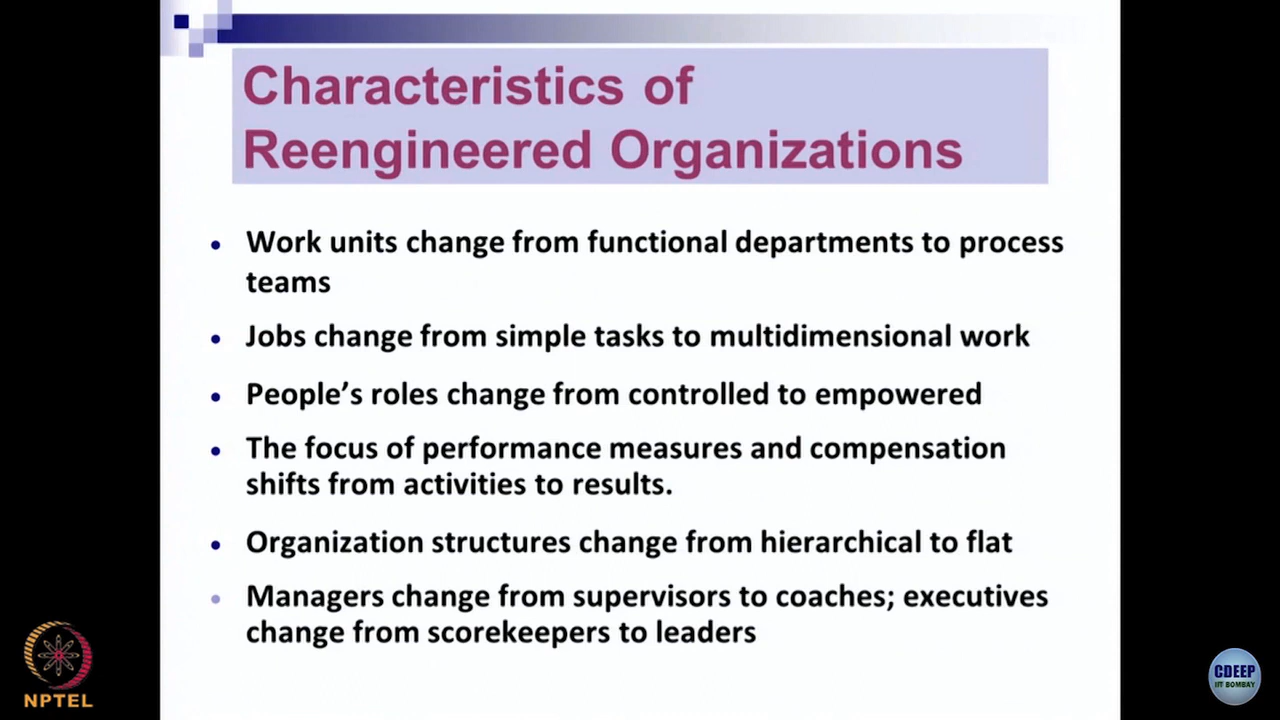 Characteristics of
Reengineered Organizations
• Work units change from functional departments to process
teams
• Jobs change from simple tasks to multidimensional work
• People’s roles change from controlled to empowered
• The focus of performance measures and compensation
shifts from activities to results.
• Organization structures change from hierarchical to flat
• Managers change from supervisors to coaches; executives
change from scorekeepers to leaders
NPTEL
CDEEP
IIT BOMBAY